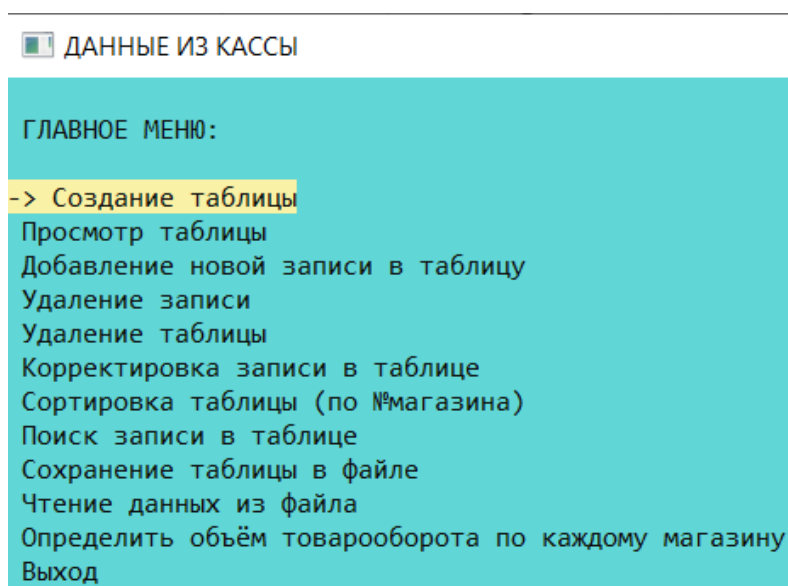 ДАННЫЕ ИЗ КАССЫ
ГЛАВНОЕ МЕНЮ:
-> Создание таблицы
Просмотр таблицы
Добавление новой записи в таблицу
Удаление записи
Удаление таблицы
Корректировка записи в таблице
Сортировка таблицы (по №магазина)
Поиск записи в таблице
Сохранение таблицы в файле
Чтение данных из файла
Определить объём товарооборота по каждому магазину
Выход